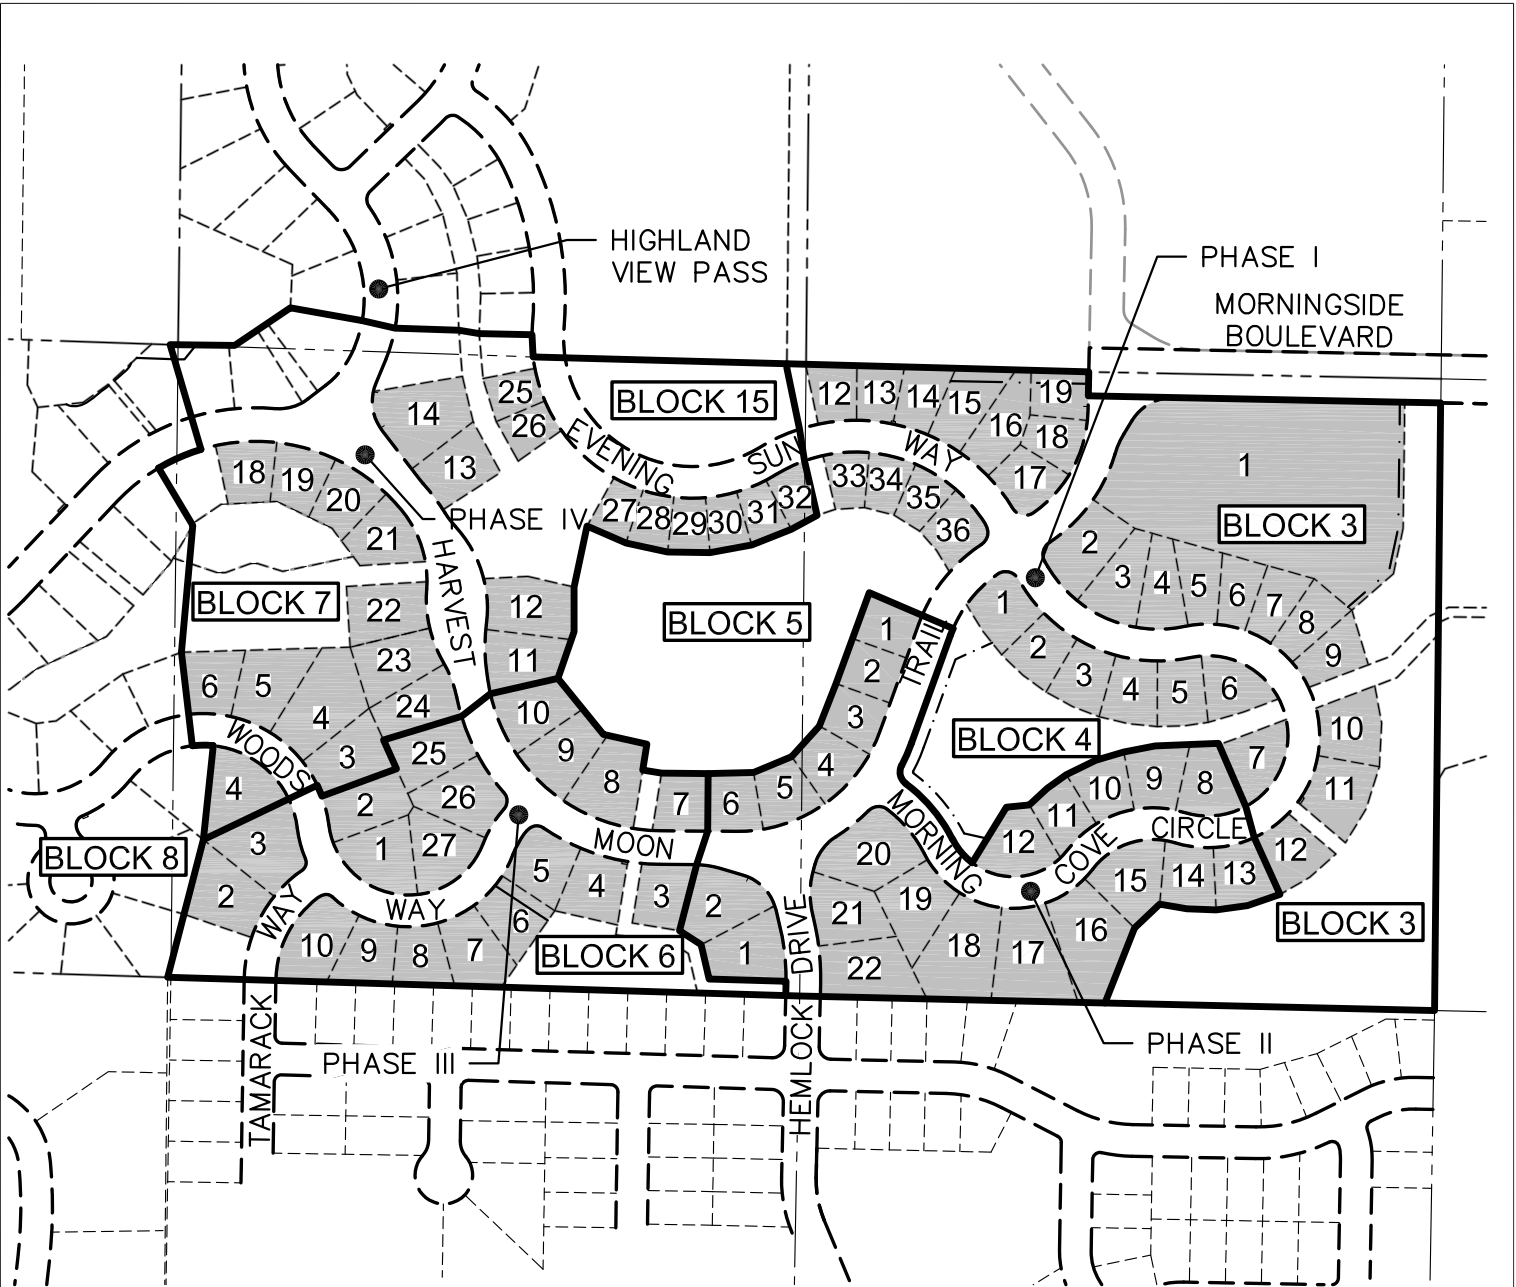 HIGHLAND
VIEW PASS
PHASE I
MORNINGSIDE
BOULEVARD
25
26
14
13
BLOCK 15
12 13 14 15
16
19
18
17
EVENING SUN WAY
18 19 20 21
PHASE IV
27 28 29 30 31 32
33 34 35 36
1
BLOCK 3
2 3 4 5 6 7 8 9
10
11
12
HARVEST
BLOCK 7
22
23
24
12
11
BLOCK 5
1
2
3
4
5
6
TRAIL
1 2 3 4 5 6
7
BLOCK 4
6 5 4 3
WOODS
10
9
8
7
25
26
27
2
1
4
3
2
BLOCK 8
MOON
MORNING
COVE
CIRCLE
12 11 10 9 8
20
19
21
22
18 17 16 15 14 13
5 4 3
2
1
WAY
WAY
10 9 8 7 6
BLOCK 6
BLOCK 3
TAMARACK
HEMLOCK DRIVE
PHASE III
PHASE II